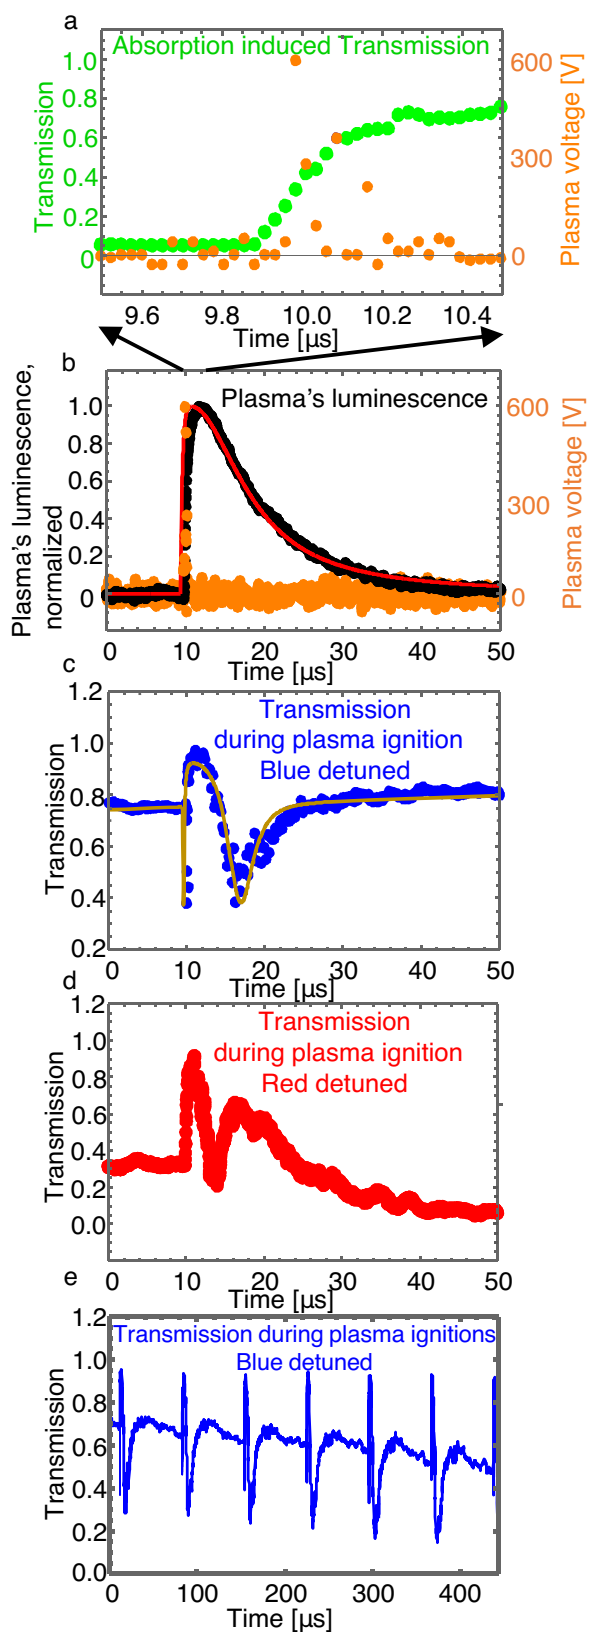 a
Absorption induced Transmission
Transmission
1.0
0.8
0.6
0.4
0.2
0
600
300
0
Plasma voltage [V]
9.6 9.8 10.0 10.2 10.4
Time [µs]
b
Plasma's luminescence
Plasma's luminescence,
normalized
1.0
0.8
0.6
0.4
0.2
0
600
300
0
Plasma voltage [V]
0 10 20 30 40 50
Time [µs]
c
Transmission
during plasma ignition
Blue detuned
Transmission
1.2
1.0
0.8
0.6
0.4
0.2
0 10 20 30 40 50
Time [µs]
d
Transmission
during plasma ignition
Red detuned
Transmission
1.2
1.0
0.8
0.6
0.4
0.2
0.0
0 10 20 30 40 50
Time [µs]
e
Transmission during plasma ignitions
Blue detuned
Transmission
1.2
1.0
0.8
0.6
0.4
0.2
0.0
0 100 200 300 400
Time [µs]